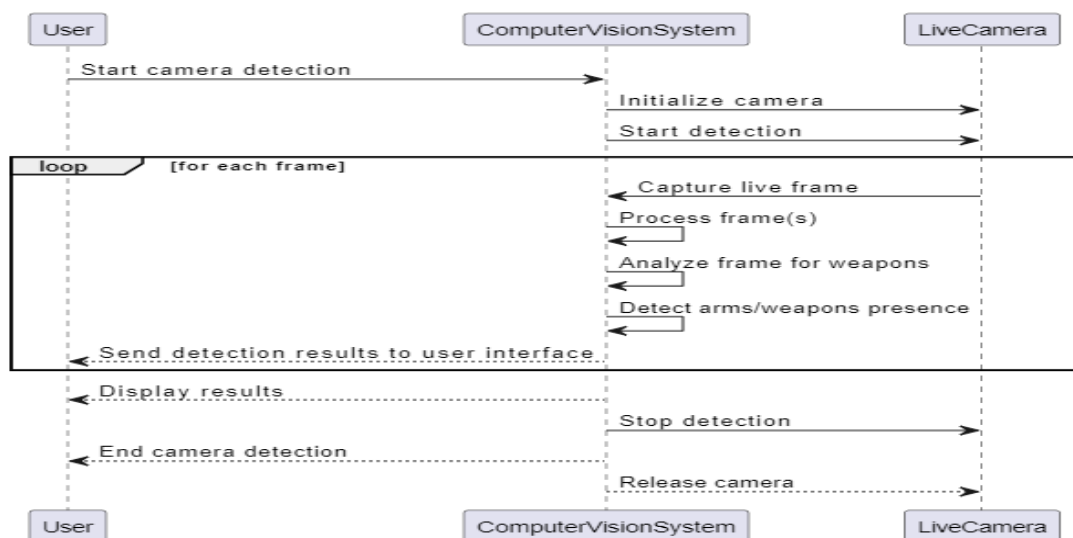 User ComputerVisionSystem LiveCamera
Start camera detection
Initialize camera
Start detection
loop [for each frame]
Capture live frame
Process frame(s)
Analyze frame for weapons
Detect arms/weapons presence
Send detection results to user interface
Display results
Stop detection
End camera detection
Release camera
User ComputerVisionSystem LiveCamera